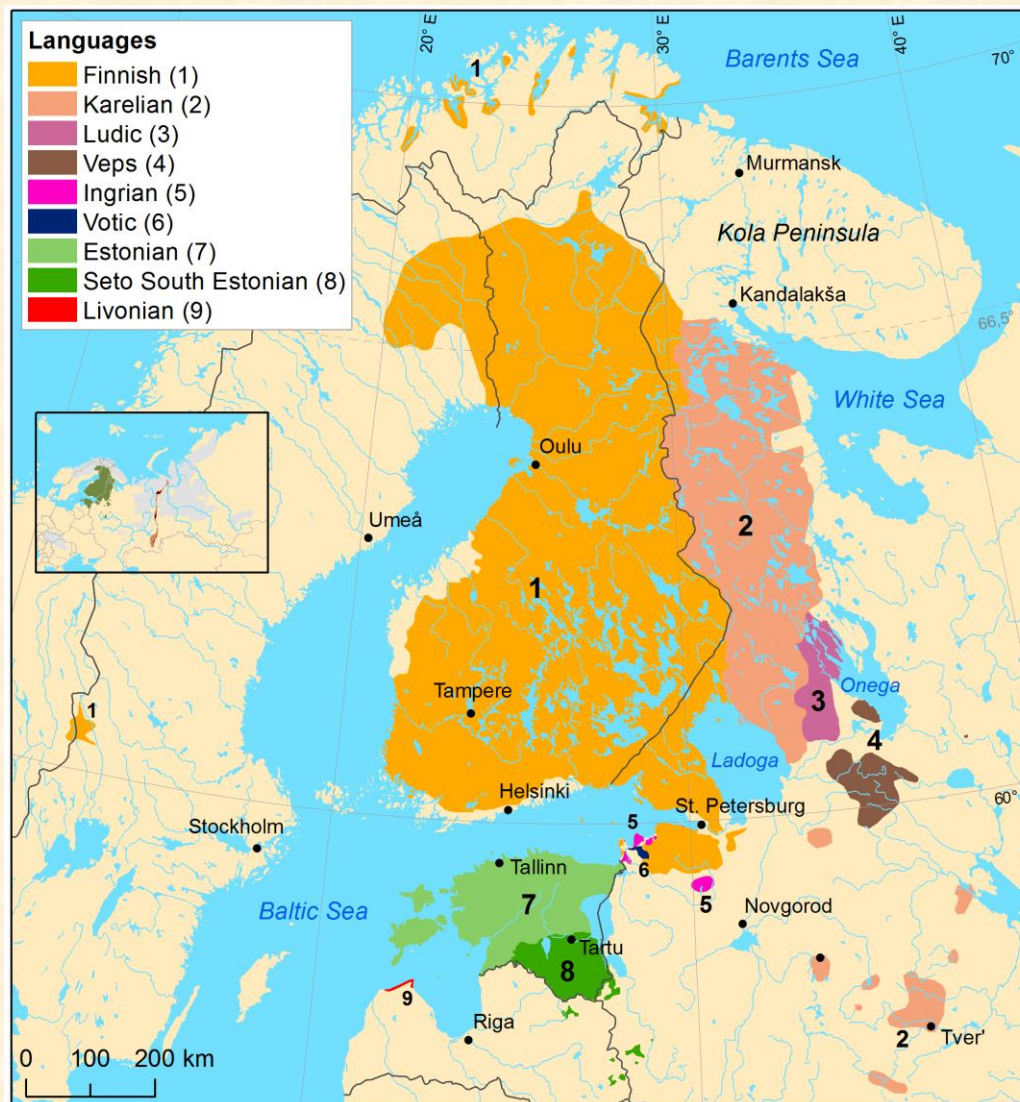 Languages
Finnish (1)
Karelian (2)
Ludic (3)
Veps (4)
Ingrian (5)
Votic (6)
Estonian (7)
Seto South Estonian (8)
Livonian (9)
20° E
30° E
40° E
70°
Barents Sea
1
Murmansk
Kola Peninsula
Kandalakša
66,5°
White Sea
Oulu
Umeå
2
1
Tampere
1
3
Onega
4
Ladoga
Helsinki
St. Petersburg
60°
Stockholm
5
6
Tallinn
7
5
Novgorod
Baltic Sea
Tartu
8
9
Riga
2
Tver'
0 100 200 km